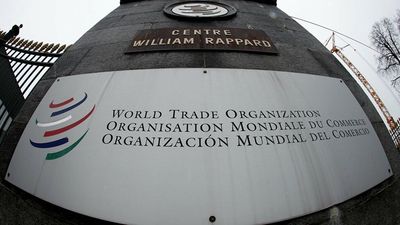 CENTRE
WILLIAM RAPPARD
WORLD TRADE ORGANIZATION
ORGANISATION MONDIALE DU COMMERCE
ORGANIZACIÓN MUNDIAL DEL COMERCIO